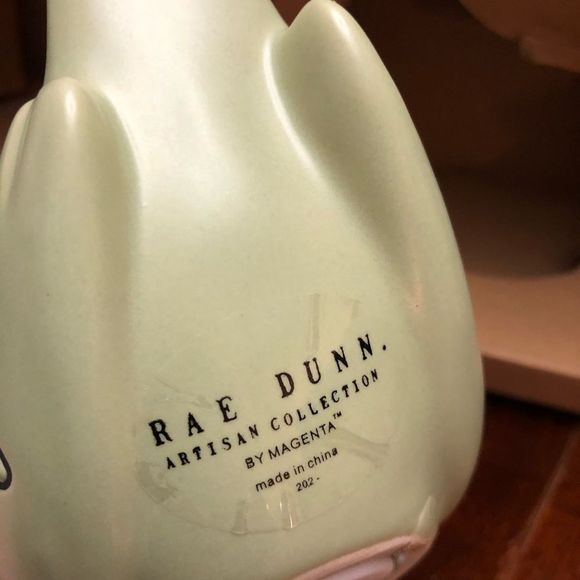 RAE DUNN.
ARTISAN COLLECTION
BY MAGENTA™
made in china